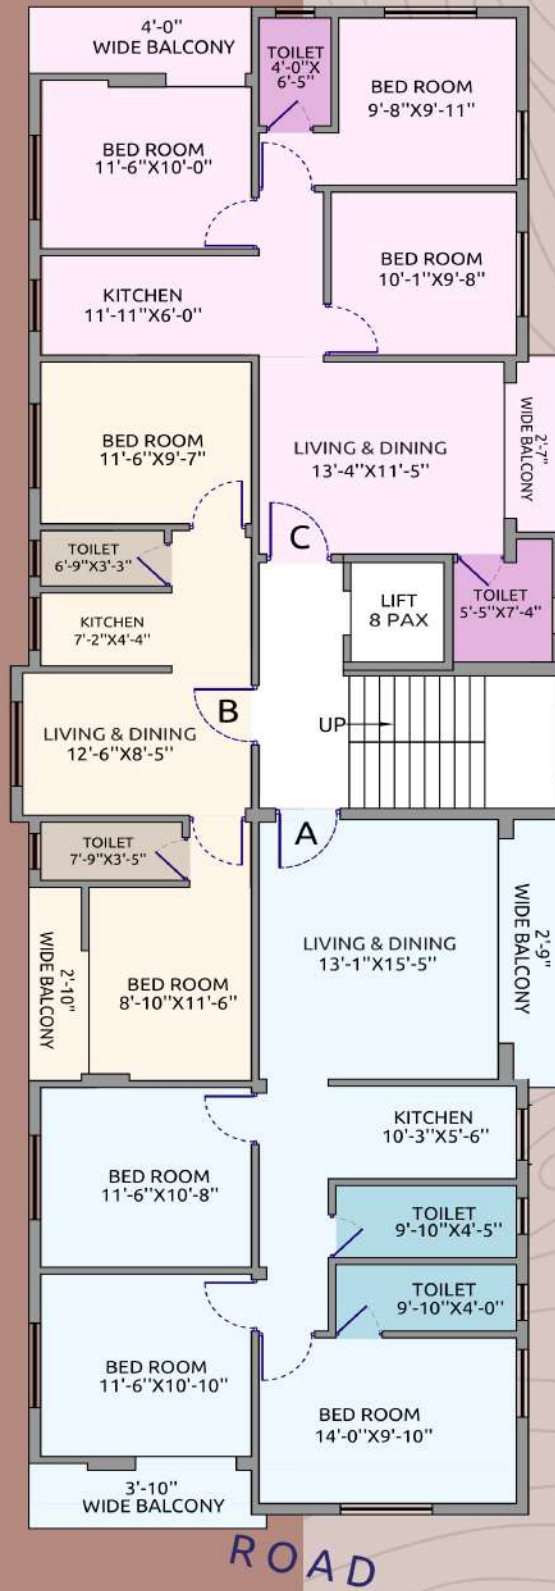 4'-0"
WIDE BALCONY
TOILET
4'-0"X
6'-5"
BED ROOM
9'-8"X9'-11"
BED ROOM
11'-6"X10'-0"
BED ROOM
10'-1"X9'-8"
KITCHEN
11'-11"X6'-0"
BED ROOM
11'-6"X9'-7"
LIVING & DINING
13'-4"X11'-5"
2'-7"
WIDE BALCONY
C
TOILET
6'-9"X3'-3"
LIFT
8 PAX
TOILET
5'-5"X7'-4"
KITCHEN
7'-2"X4'-4"
B
LIVING & DINING
12'-6"X8'-5"
UP
A
TOILET
7'-9"X3'-5"
LIVING & DINING
13'-1"X15'-5"
2'-9"
WIDE BALCONY
2'-10"
WIDE BALCONY
BED ROOM
8'-10"X11'-6"
KITCHEN
10'-3"X5'-6"
BED ROOM
11'-6"X10'-8"
TOILET
9'-10"X4'-5"
TOILET
9'-10"X4'-0"
BED ROOM
11'-6"X10'-10"
BED ROOM
14'-0"X9'-10"
3'-10"
WIDE BALCONY
ROAD